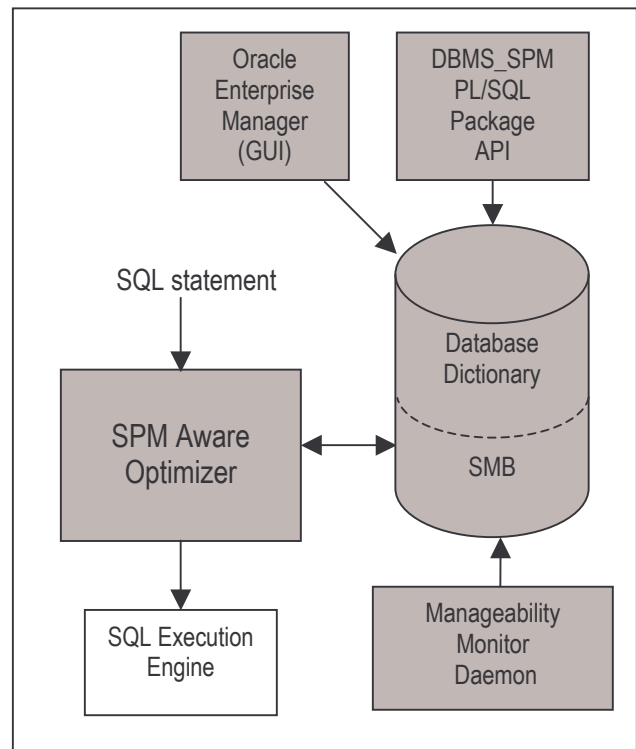 Oracle
Enterprise
Manager
(GUI)
DBMS_SPM
PL/SQL
Package
API
SQL statement
Database
Dictionary
SPM Aware
Optimizer
SMB
SQL Execution
Engine
Manageability
Monitor
Daemon